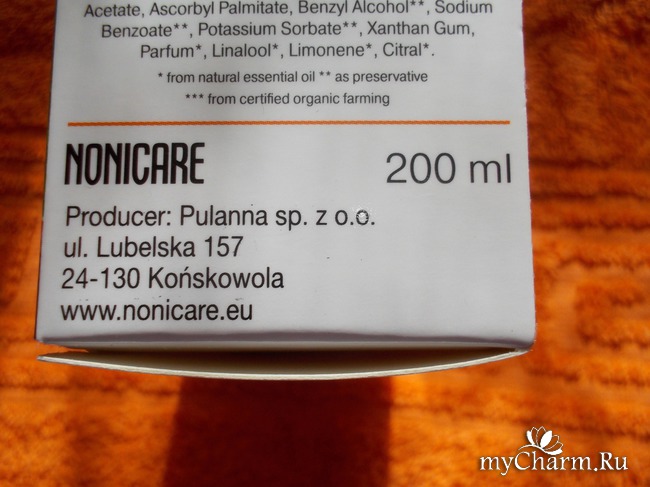 Acetate, Ascorbyl Palmitate, Benzyl Alcohol**, Sodium
Benzoate**, Potassium Sorbate**, Xanthan Gum,
Parfum*, Linalool*, Limonene*, Citral*.
* from natural essential oil ** as preservative
*** from certified organic farming
NONICARE 200 ml
Producer: Pulanna sp. z o.o.
ul. Lubelska 157
24-130 Końskowola
www.nonicare.eu
myCharm.Ru